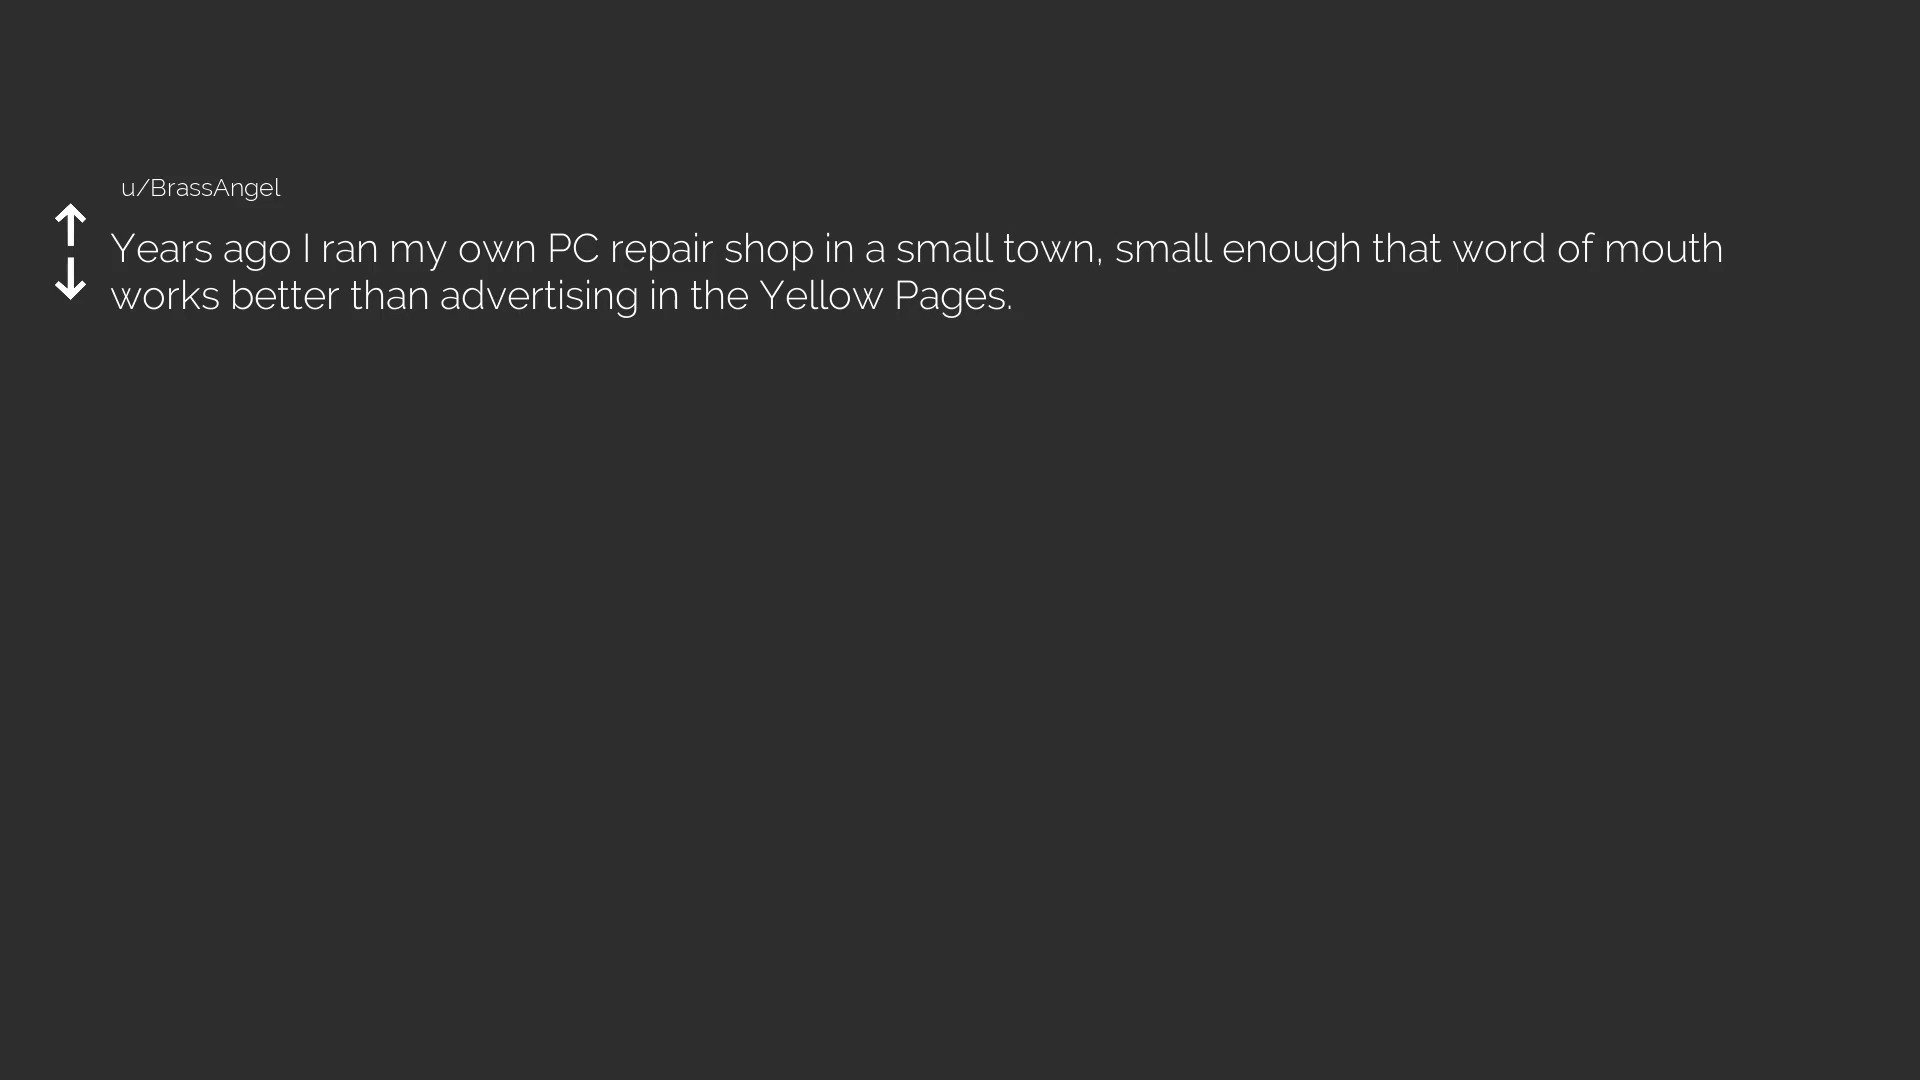 u/BrassAngel
Years ago I ran my own PC repair shop in a small town, small enough that word of mouth
works better than advertising in the Yellow Pages.